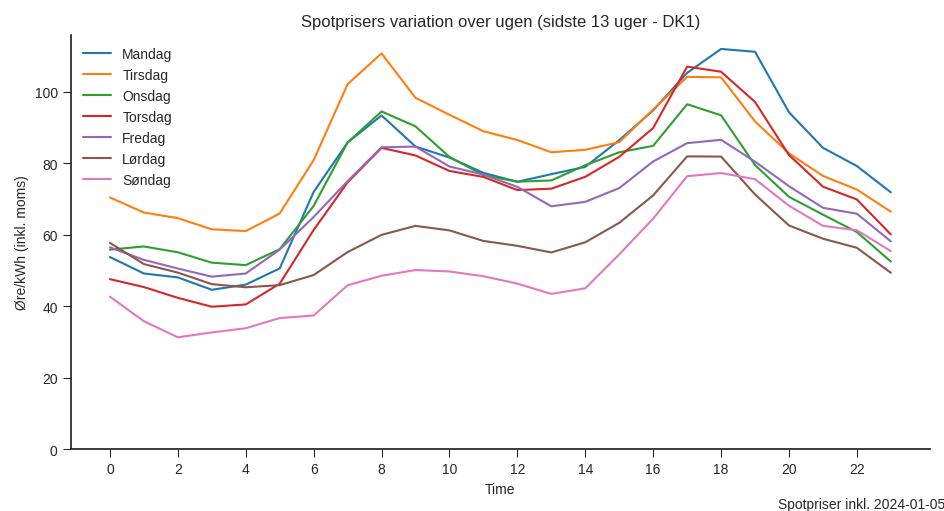 Spotprisers variation over ugen (sidste 13 uger - DK1)
Mandag
Tirsdag
Onsdag
Torsdag
Fredag
Lørdag
Søndag
Øre/kWh (inkl. moms)
100
80
60
40
20
0
0 2 4 6 8 10 12 14 16 18 20 22
Time
Spotpriser inkl. 2024-01-05